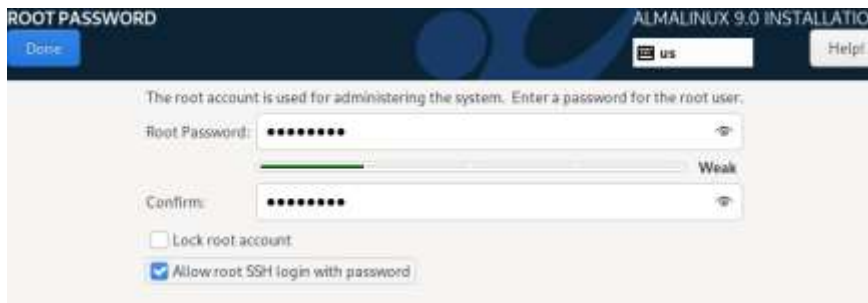 ROOT PASSWORD
ALMALINUX 9.0 INSTALLATIO
Done
us
Help!
The root account is used for administering the system. Enter a password for the root user.
Root Password: ••••••••
Weak
Confirm: ••••••••
Lock root account
Allow root SSH login with password